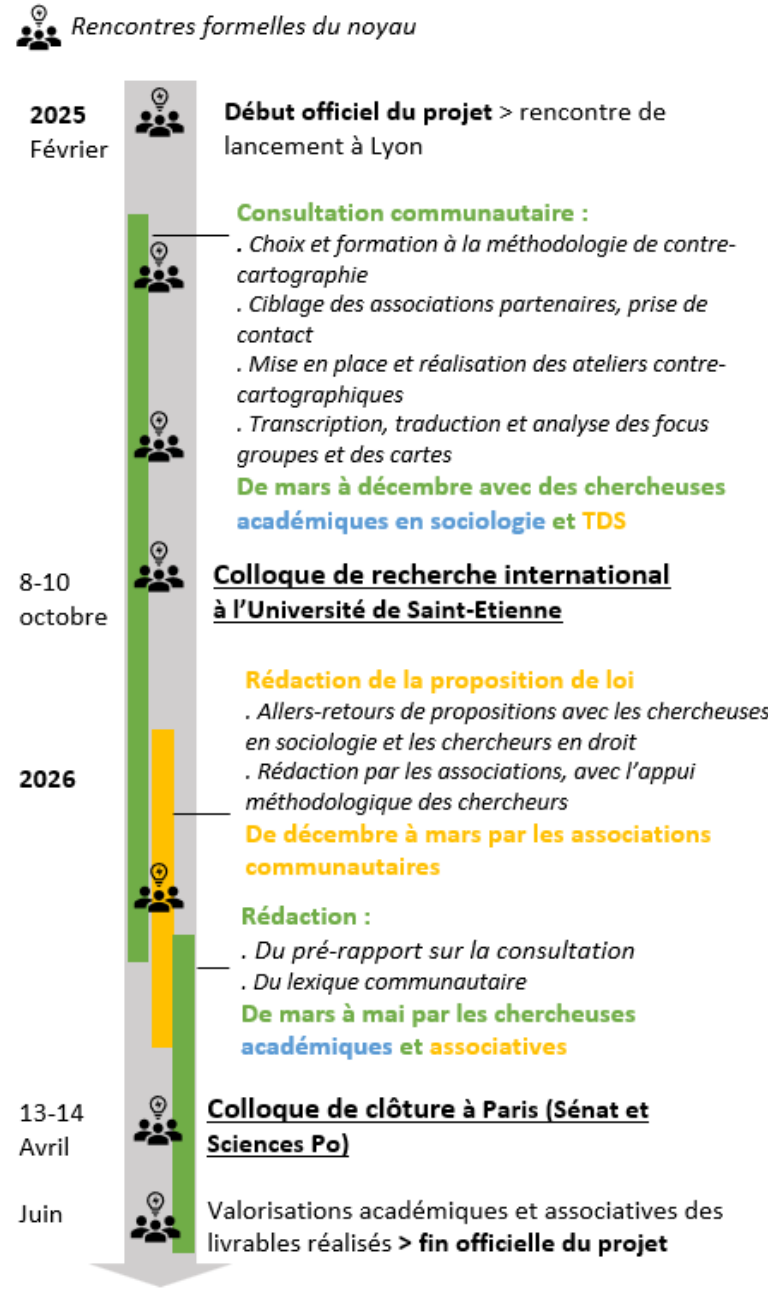 Rencontres formelles du noyau
2025
Février
Début officiel du projet > rencontre de
lancement à Lyon
Consultation communautaire :
. Choix et formation à la méthodologie de contre-
cartographie
. Ciblage des associations partenaires, prise de
contact
. Mise en place et réalisation des ateliers contre-
cartographiques
. Transcription, traduction et analyse des focus
groupes et des cartes
De mars à décembre avec des chercheuses
académiques en sociologie et TDS
8-10
octobre
Colloque de recherche international
à l'Université de Saint-Etienne
Rédaction de la proposition de loi
. Allers-retours de propositions avec les chercheuses
en sociologie et les chercheurs en droit
. Rédaction par les associations, avec l'appui
méthodologique des chercheurs
De décembre à mars par les associations
communautaires
2026
Rédaction :
. Du pré-rapport sur la consultation
. Du lexique communautaire
De mars à mai par les chercheuses
académiques et associatives
13-14
Avril
Colloque de clôture à Paris (Sénat et
Sciences Po)
Juin
Valorisations académiques et associatives des
livrables réalisés > fin officielle du projet